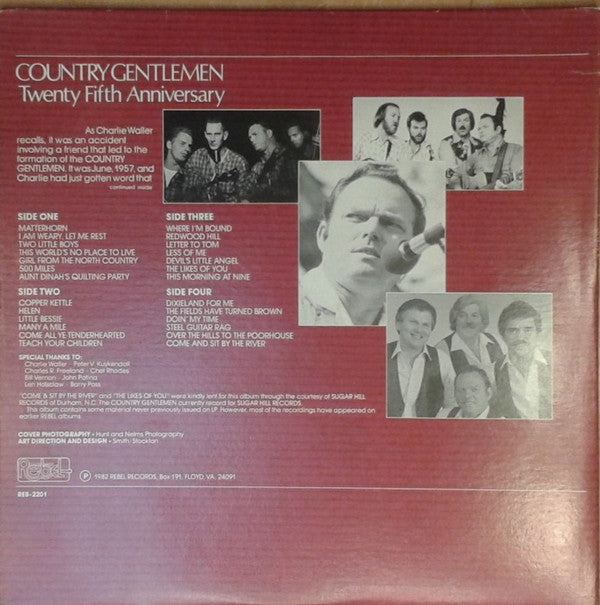 COUNTRY GENTLEMEN
Twenty Fifth Anniversary
As Charlie Waller
recalls, it was an accident
involving a friend that led to the
formation of the COUNTRY
GENTLEMEN. It was June, 1957, and
Charlie had just gotten word that
continued inside
SIDE ONE
MATTERHORN
I AM WEARY, LET ME REST
TWO LITTLE BOYS
THIS WORLD'S NO PLACE TO LIVE
GIRL FROM THE NORTH COUNTRY
500 MILES
AUNT DINAH'S QUILTING PARTY
SIDE TWO
COPPER KETTLE
HELEN
LITTLE BESSIE
MANY A MILE
COME ALL YE TENDERHEARTED
TEACH YOUR CHILDREN
SIDE THREE
WHERE I'M BOUND
REDWOOD HILL
LETTER TO TOM
LESS OF ME
DEVIL'S LITTLE ANGEL
THE LIKES OF YOU
THIS MORNING AT NINE
SIDE FOUR
DIXIELAND FOR ME
THE FIELDS HAVE TURNED BROWN
DOIN' MY TIME
STEEL GUITAR RAG
OVER THE HILLS TO THE POORHOUSE
COME AND SIT BY THE RIVER
SPECIAL THANKS TO:
Charlie Waller • Peter V. Kuykendall
Charles R. Freeland • Chet Rhodes
Bill Vernon • John
Len Holsclaw • Barry Poss
"COME & SIT BY THE RIVER" and "THE LIKES OF YOU" were kindly lent for this album through the courtesy of SUGAR HILL
RECORDS of Durham, N.C. The COUNTRY GENTLEMEN currently record for SUGAR HILL RECORDS.
This album contains some material never previously issued on LP. However, most of the recordings have appeared on
earlier REBEL albums.
COVER PHOTOGRAPHY • Hunt and Nelms Photography
ART DIRECTION AND DESIGN • Smith/Stockton
Rebel
Ⓟ 1982 REBEL RECORDS, Box 191, FLOYD, VA. 24091
REB-2201